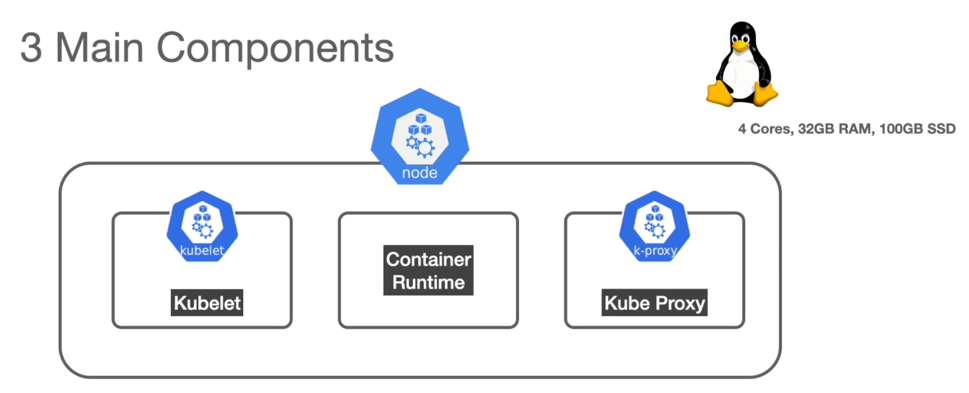 3 Main Components
4 Cores, 32GB RAM, 100GB SSD
node
kubelet
Kubelet
Container
Runtime
k-proxy
Kube Proxy